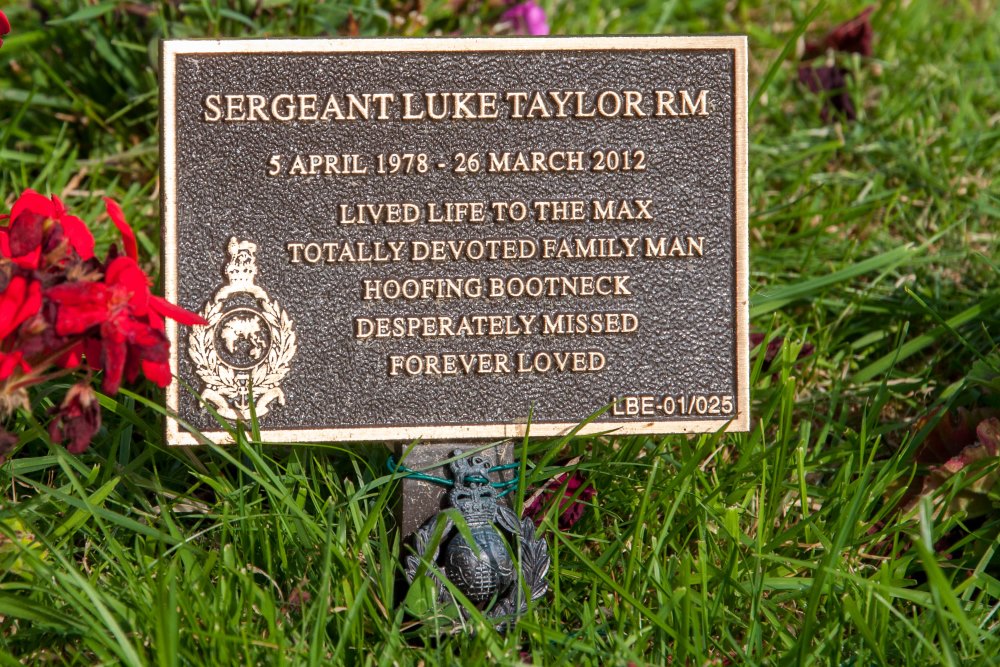 SERGEANT LUKE TAYLOR RM
5 APRIL 1978 - 26 MARCH 2012
LIVED LIFE TO THE MAX
TOTALLY DEVOTED FAMILY MAN
HOOFING BOOTNECK
DESPERATELY MISSED
FOREVER LOVED
LBE-01/025